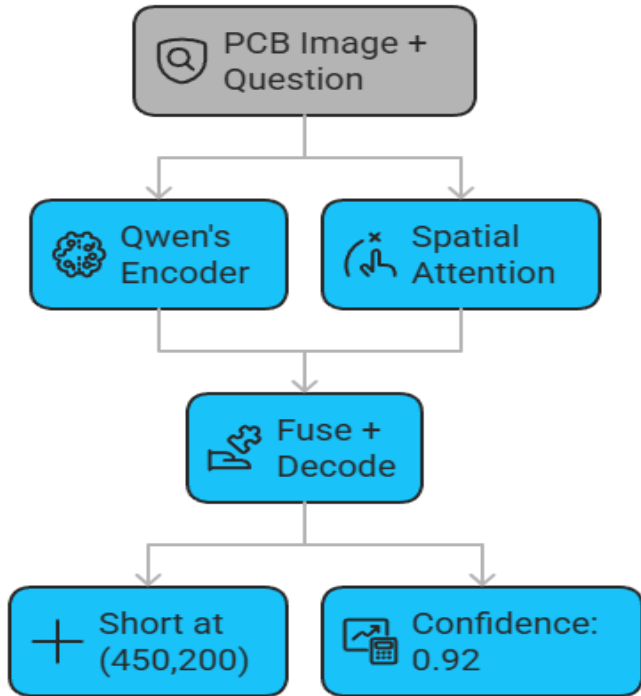 PCB Image +
Question
Qwen's
Encoder
Spatial
Attention
Fuse +
Decode
Short at
(450,200)
Confidence:
0.92